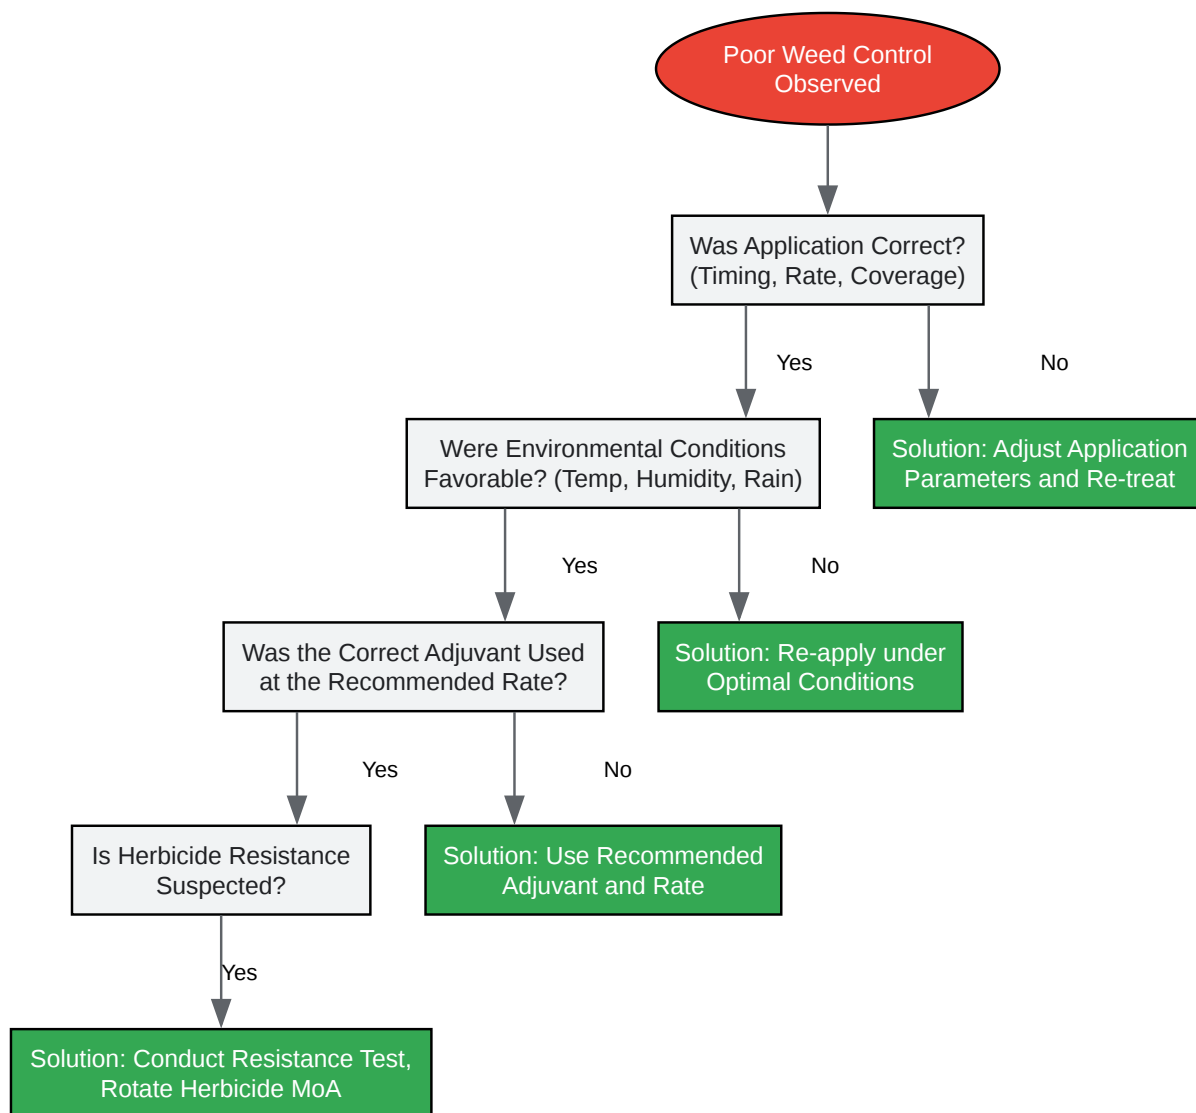 Poor Weed Control
Observed
Was Application Correct?
(Timing, Rate, Coverage)
Yes
No
Were Environmental Conditions
Favorable? (Temp, Humidity, Rain)
Solution: Adjust Application
Parameters and Re-treat
Yes
No
Was the Correct Adjuvant Used
at the Recommended Rate?
Solution: Re-apply under
Optimal Conditions
Yes
No
Is Herbicide Resistance
Suspected?
Solution: Use Recommended
Adjuvant and Rate
Yes
Solution: Conduct Resistance Test,
Rotate Herbicide MoA